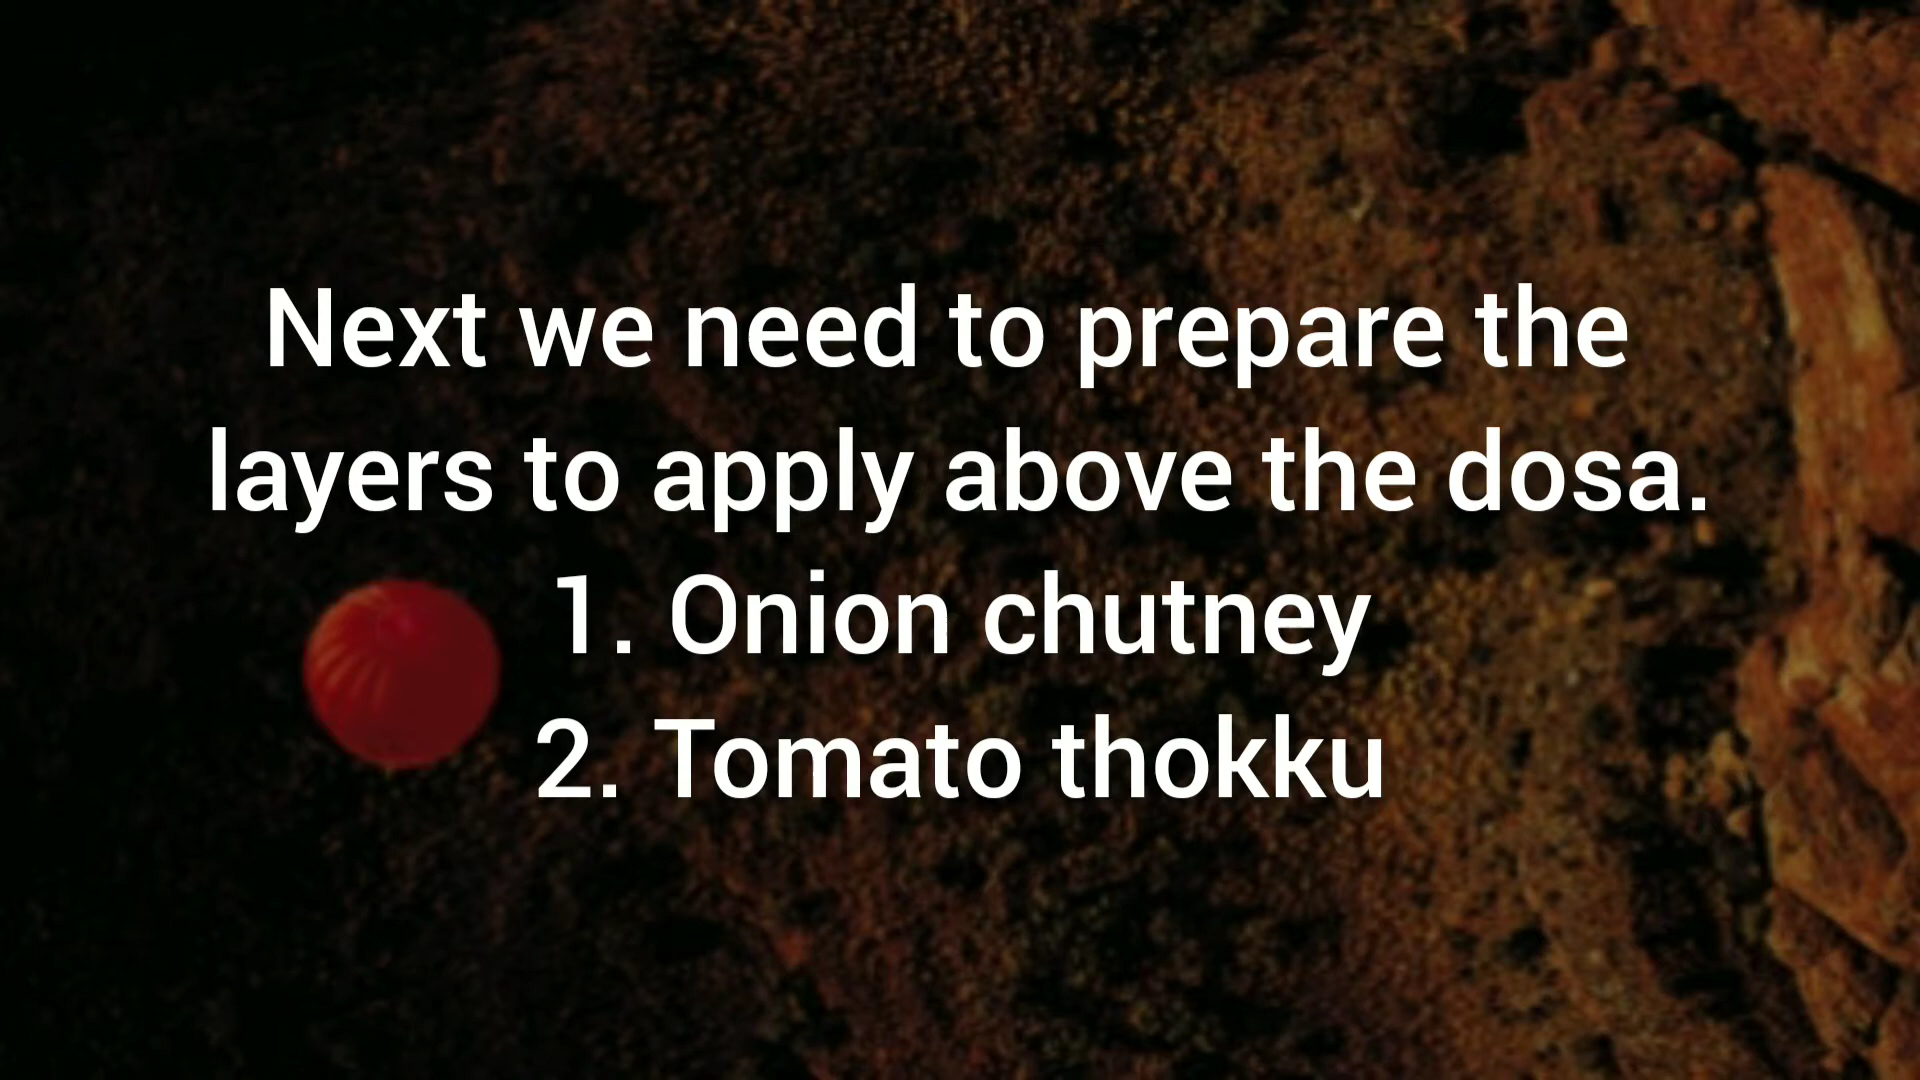 Next we need to prepare the
layers to apply above the dosa.
1. Onion chutney
2. Tomato thokku